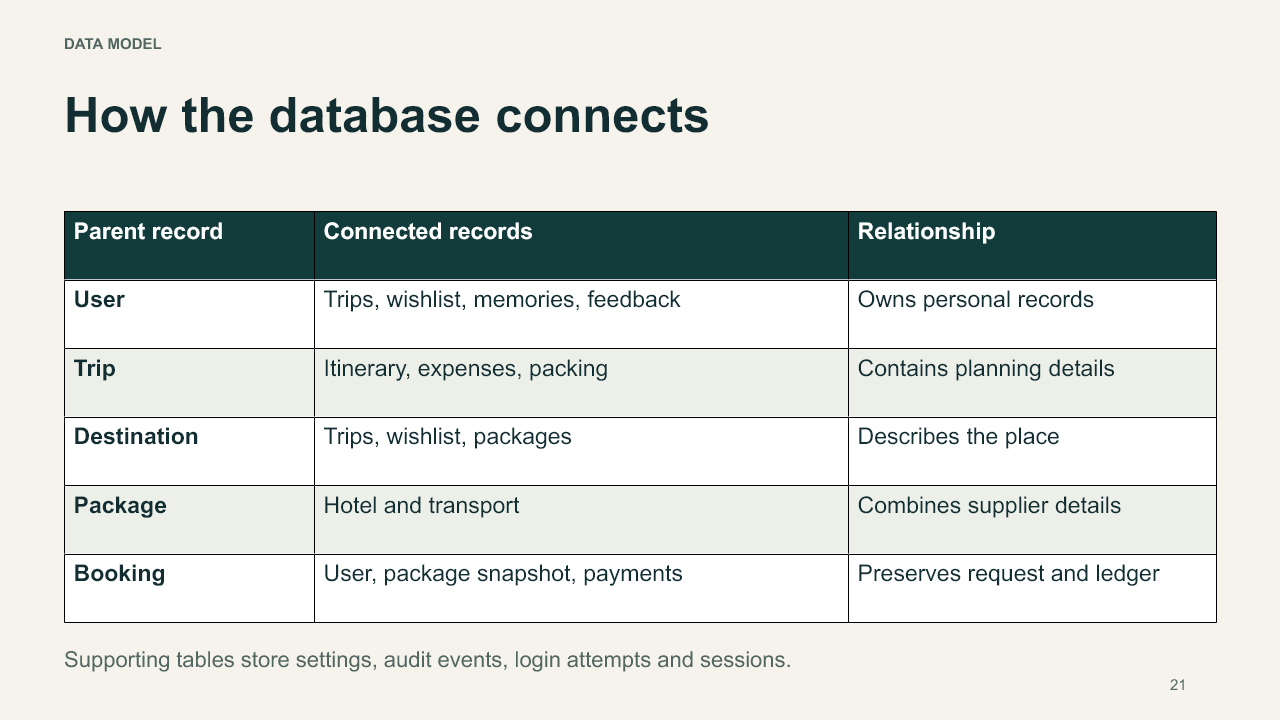 DATA MODEL
How the database connects
Parent record Connected records Relationship
User Trips, wishlist, memories, feedback Owns personal records
Trip Itinerary, expenses, packing Contains planning details
Destination Trips, wishlist, packages Describes the place
Package Hotel and transport Combines supplier details
Booking User, package snapshot, payments Preserves request and ledger
Supporting tables store settings, audit events, login attempts and sessions.
21